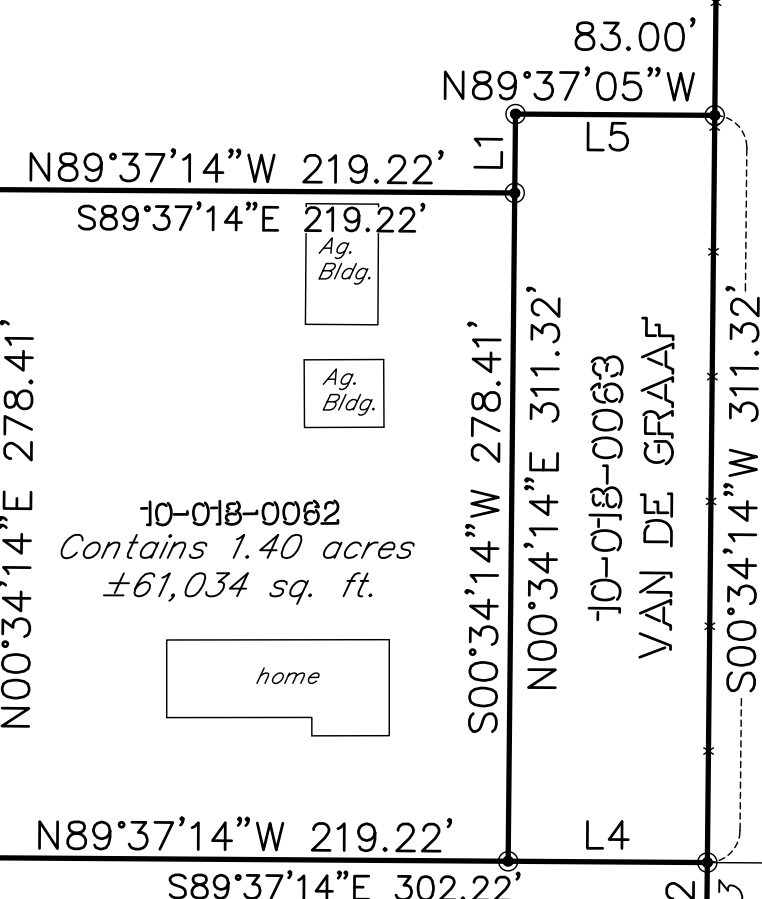 83.00'
N89°37'05"W
L5
L1
N89°37'14"W 219.22'
S89°37'14"E 219.22'
Ag.
Bldg.
Ag.
Bldg.
N00°34'14"E 278.41'
S00°34'14"W 278.41'
N00°34'14"E 311.32'
10-018-0063
VAN DE GRAAF
S00°34'14"W 311.32'
10-018-0062
Contains 1.40 acres
±61,034 sq. ft.
home
N89°37'14"W 219.22'
L4
S89°37'14"E 302.22'
2
3